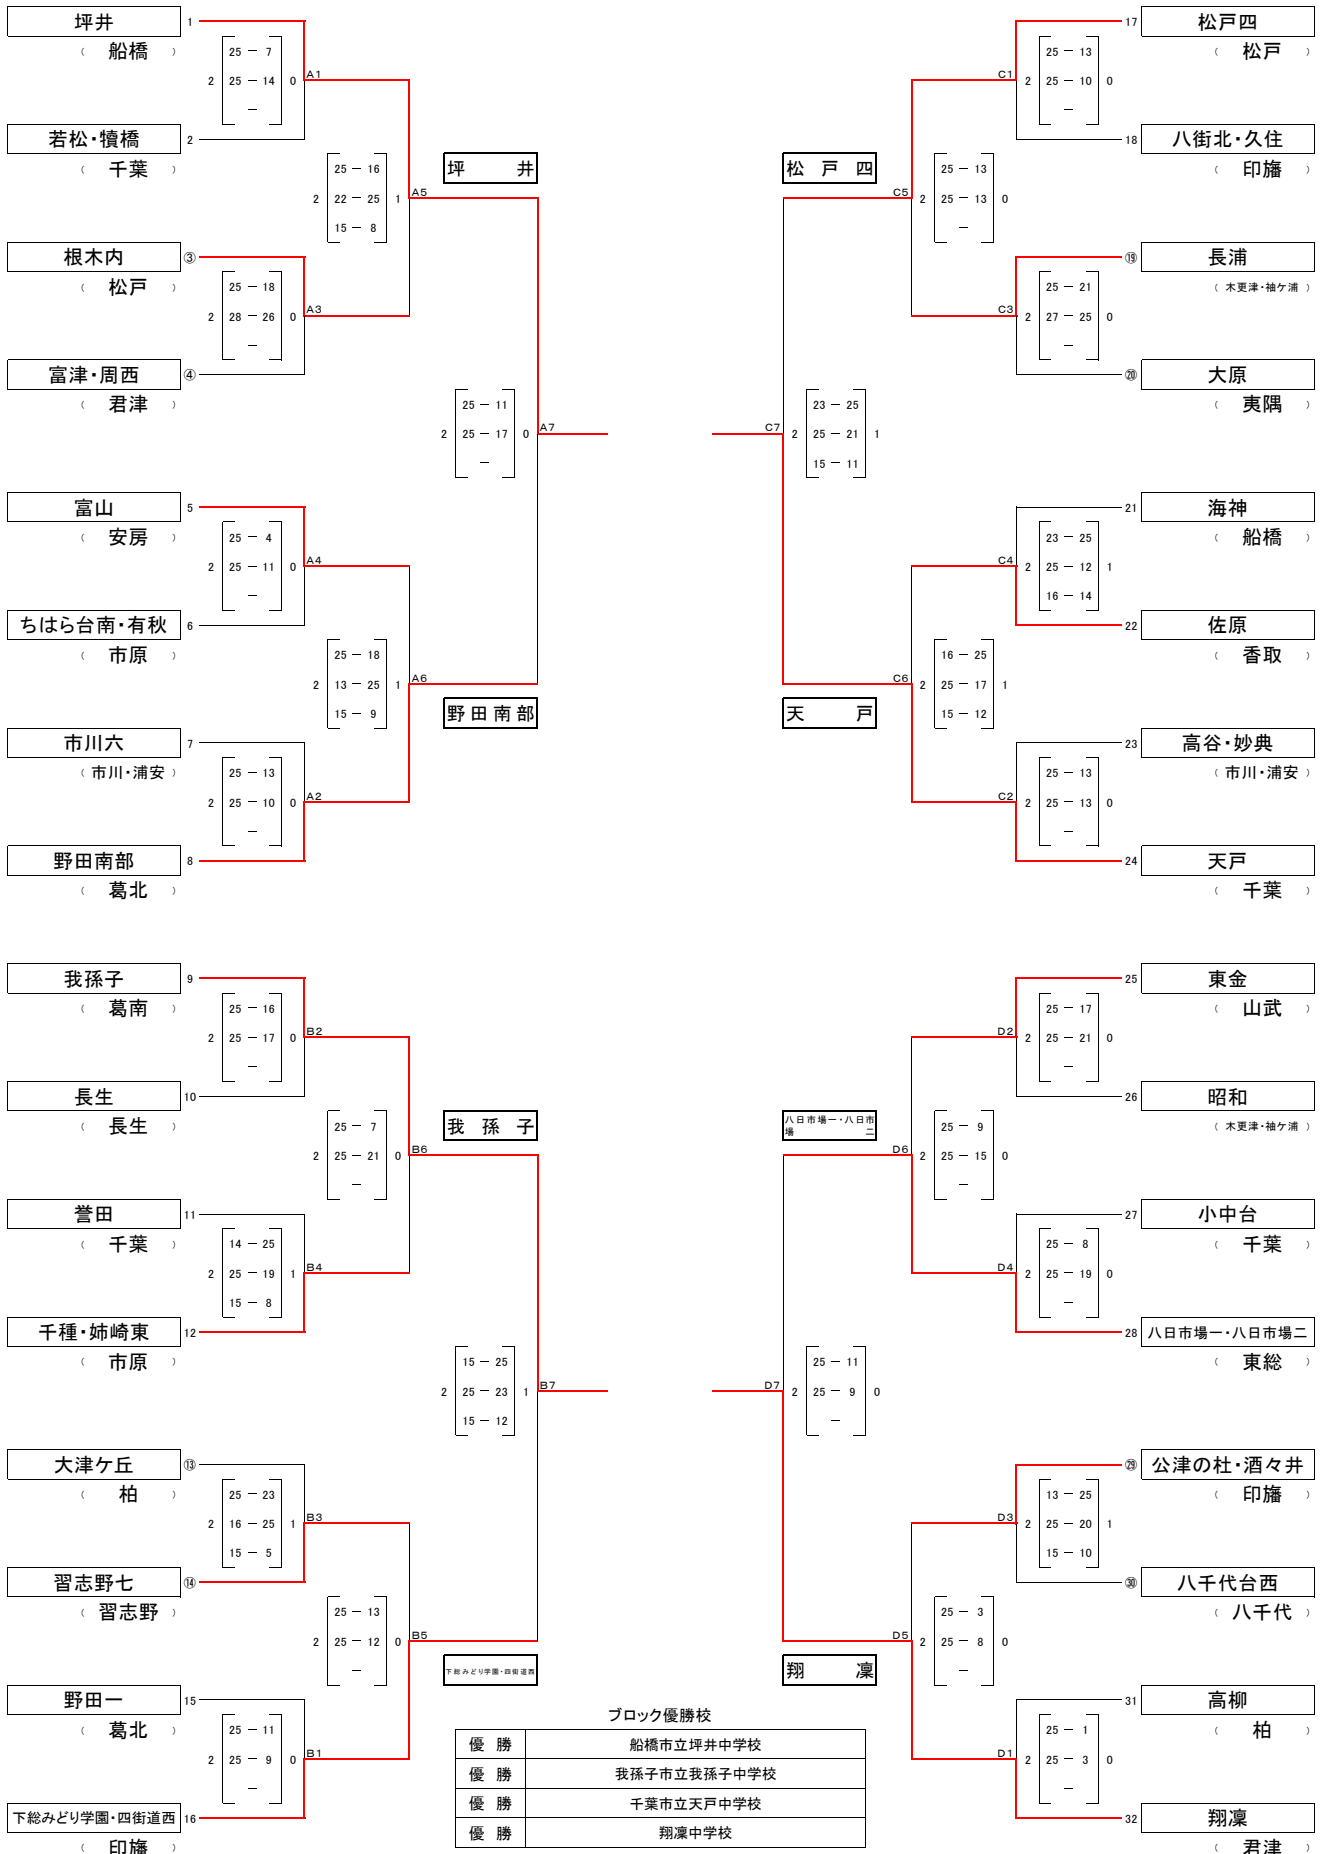 坪井 1
（ 船橋 ）
25 － 7
2 25 － 14 0 A1
－
若松・犢橋 2
（ 千葉 ）
25 － 16
2 22 － 25 1 A5
15 － 8
坪井
根木内 ③
（ 松戸 ）
25 － 18
2 28 － 26 0 A3
－
富津・周西 ④
（ 君津 ）
25 － 11
2 25 － 17 0 A7
－
富山 5
（ 安房 ）
25 － 4
2 25 － 11 0 A4
－
ちはら台南・有秋 6
（ 市原 ）
25 － 18
2 13 － 25 1 A6
15 － 9
野田南部
市川六 7
（ 市川・浦安 ）
25 － 13
2 25 － 10 0 A2
－
野田南部 8
（ 葛北 ）
17 松戸四
（ 松戸 ）
25 － 13
C1 2 25 － 10 0
－
18 八街北・久住
（ 印旛 ）
松戸四
25 － 13
C5 2 25 － 13 0
－
⑲ 長浦
（ 木更津・袖ケ浦 ）
25 － 21
C3 2 27 － 25 0
－
⑳ 大原
（ 夷隅 ）
23 － 25
C7 2 25 － 21 1
15 － 11
21 海神
（ 船橋 ）
23 － 25
C4 2 25 － 12 1
16 － 14
22 佐原
（ 香取 ）
16 － 25
C6 2 25 － 17 1
15 － 12
天戸
23 高谷・妙典
（ 市川・浦安 ）
25 － 13
C2 2 25 － 13 0
－
24 天戸
（ 千葉 ）
我孫子 9
（ 葛南 ）
25 － 16
2 25 － 17 0 B2
－
長生 10
（ 長生 ）
25 － 7
2 25 － 21 0 B6
－
我孫子
誉田 11
（ 千葉 ）
14 － 25
2 25 － 19 1 B4
15 － 8
千種・姉崎東 12
（ 市原 ）
15 － 25
2 25 － 23 1 B7
15 － 12
大津ケ丘 ⑬
（ 柏 ）
25 － 23
2 16 － 25 1 B3
15 － 5
習志野七 ⑭
（ 習志野 ）
25 － 13
2 25 － 12 0 B5
－
下総みどり学園・四街道西
野田一 15
（ 葛北 ）
25 － 11
2 25 － 9 0 B1
－
下総みどり学園・四街道西 16
（ 印旛 ）
25 東金
（ 山武 ）
25 － 17
D2 2 25 － 21 0
－
26 昭和
（ 木更津・袖ケ浦 ）
八日市場一・八日市
場二
25 － 9
D6 2 25 － 15 0
－
27 小中台
（ 千葉 ）
25 － 8
D4 2 25 － 19 0
－
28 八日市場一・八日市場二
（ 東総 ）
25 － 11
D7 2 25 － 9 0
－
㉙ 公津の杜・酒々井
（ 印旛 ）
13 － 25
D3 2 25 － 20 1
15 － 10
㉚ 八千代台西
（ 八千代 ）
25 － 3
D5 2 25 － 8 0
－
翔凜
31 高柳
（ 柏 ）
25 － 1
D1 2 25 － 3 0
－
32 翔凜
（ 君津 ）
ブロック優勝校
優勝 船橋市立坪井中学校
優勝 我孫子市立我孫子中学校
優勝 千葉市立天戸中学校
優勝 翔凜中学校